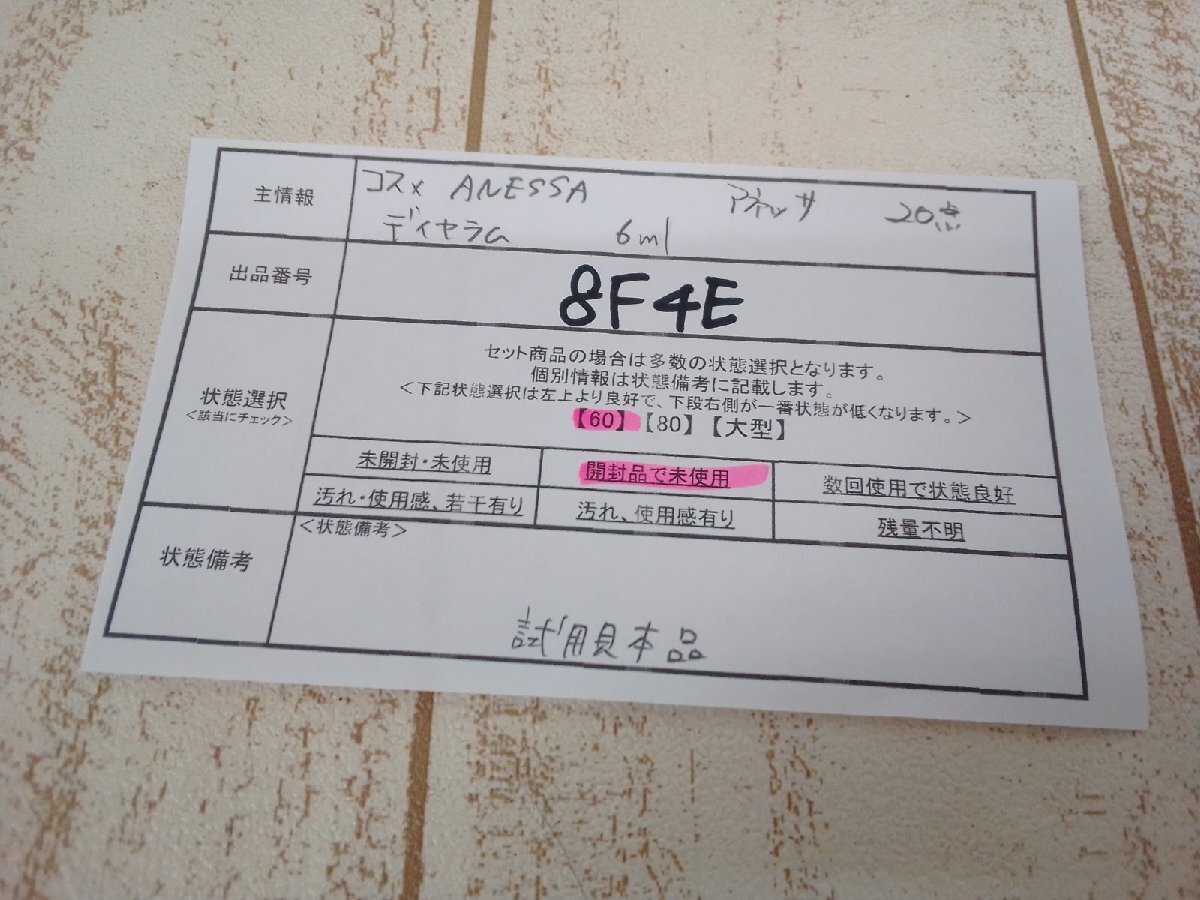 主情報
コスメ ANESSA アネッサ 20点
ディセラム 6ml
出品番号
8F4E
状態選択
<該当にチェック>
セット商品の場合は多数の状態選択となります。
個別情報は状態備考に記載します。
<下記状態選択は左上より良好で、下段右側が一番状態が低くなります。>
【60】【80】【大型】
未開封・未使用 開封品で未使用 数回使用で状態良好
汚れ・使用感、若干有り 汚れ、使用感有り 残量不明
状態備考
<状態備考>
試用見本品